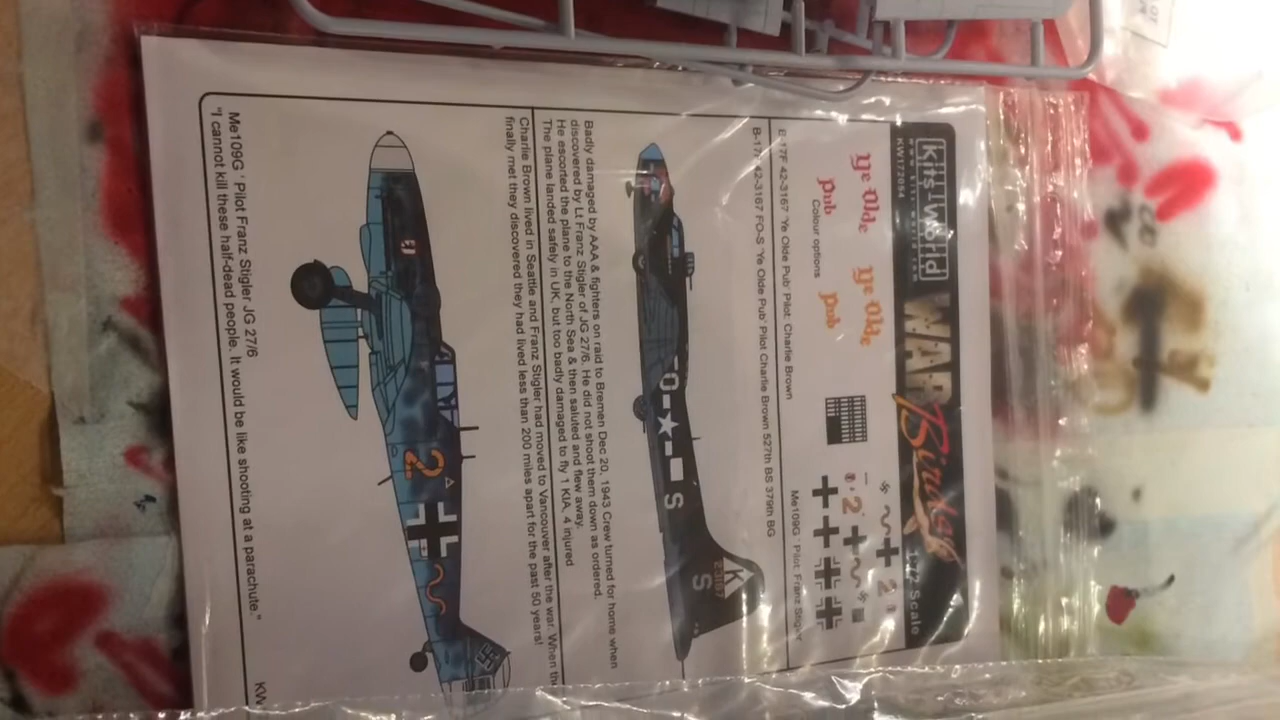 Kits-World
WAR Birds
www.kits-world.com
KW172054
1:72 Scale
Ye Olde Pub
Ye Olde Pub
Colour options
B-17F 42-3167 'Ye Olde Pub' Pilot: Charlie Brown
Me109G ' Pilot: Franz Stigler
B-17F 42-3167 FO-S 'Ye Olde Pub' Pilot Charlie Brown 527th BS 379th BG
O
S
K
23167
S
Badly damaged by AAA & fighters on raid to Bremen Dec 20, 1943 Crew turned for home when
discovered by Lt Franz Stigler of JG 27/6. He did not shoot them down as ordered.
He escorted the plane to the North Sea & then saluted and flew away.
The plane landed safely in UK, but too badly damaged to fly 1 KIA, 4 injured
Charlie Brown lived in Seattle and Franz Stigler had moved to Vancouver after the war. When th
finally met they discovered they had lived less than 200 miles apart for the past 50 years!
2
Me109G ' Pilot Franz Stigler JG 27/6
"I cannot kill these half-dead people. It would be like shooting at a parachute."
KW